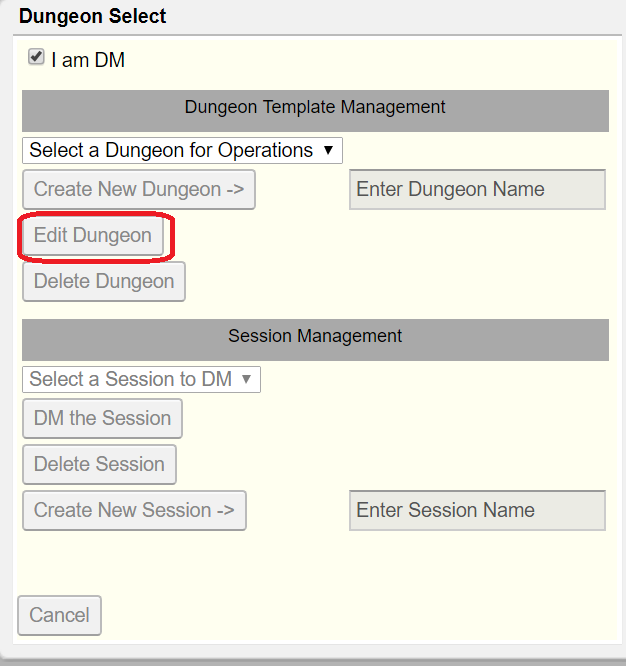 Dungeon Select
I am DM
Dungeon Template Management
Select a Dungeon for Operations
Create New Dungeon -> Enter Dungeon Name
Edit Dungeon
Delete Dungeon
Session Management
Select a Session to DM
DM the Session
Delete Session
Create New Session -> Enter Session Name
Cancel